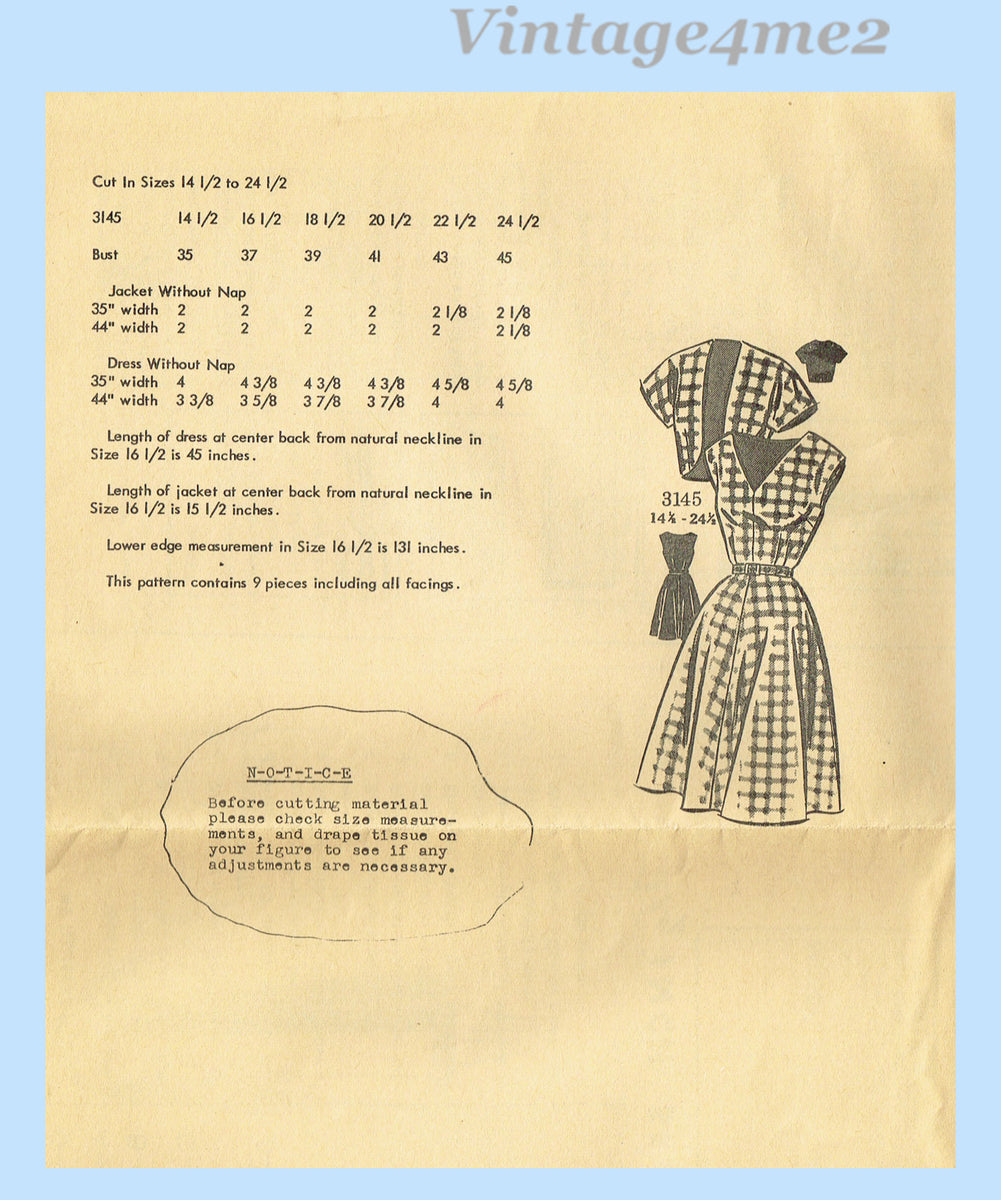 Vintage4me2
Cut In Sizes 14 1/2 to 24 1/2
3145 14 1/2 16 1/2 18 1/2 20 1/2 22 1/2 24 1/2
Bust 35 37 39 41 43 45
Jacket Without Nap
35" width 2 2 2 2 2 1/8 2 1/8
44" width 2 2 2 2 2 2 1/8
Dress Without Nap
35" width 4 4 3/8 4 3/8 4 3/8 4 5/8 4 5/8
44" width 3 3/8 3 5/8 3 7/8 3 7/8 4 4
Length of dress at center back from natural neckline in
Size 16 1/2 is 45 inches.
Length of jacket at center back from natural neckline in
Size 16 1/2 is 15 1/2 inches.
Lower edge measurement in Size 16 1/2 is 131 inches.
This pattern contains 9 pieces including all facings.
3145
14½ - 24½
N-O-T-I-C-E
Before cutting material
please check size measure-
ments, and drape tissue on
your figure to see if any
adjustments are necessary.